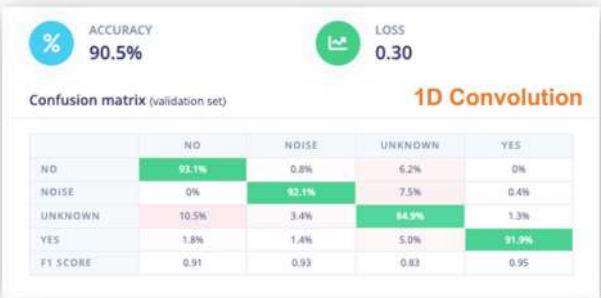 %
ACCURACY
90.5%
LOSS
0.30
Confusion matrix (validation set)
1D Convolution
NO NOISE UNKNOWN YES
NO 93.1% 0.8% 6.2% 0%
NOISE 0% 92.1% 7.5% 0.4%
UNKNOWN 10.5% 3.4% 84.9% 1.3%
YES 1.8% 1.4% 5.0% 91.9%
F1 SCORE 0.91 0.93 0.83 0.95